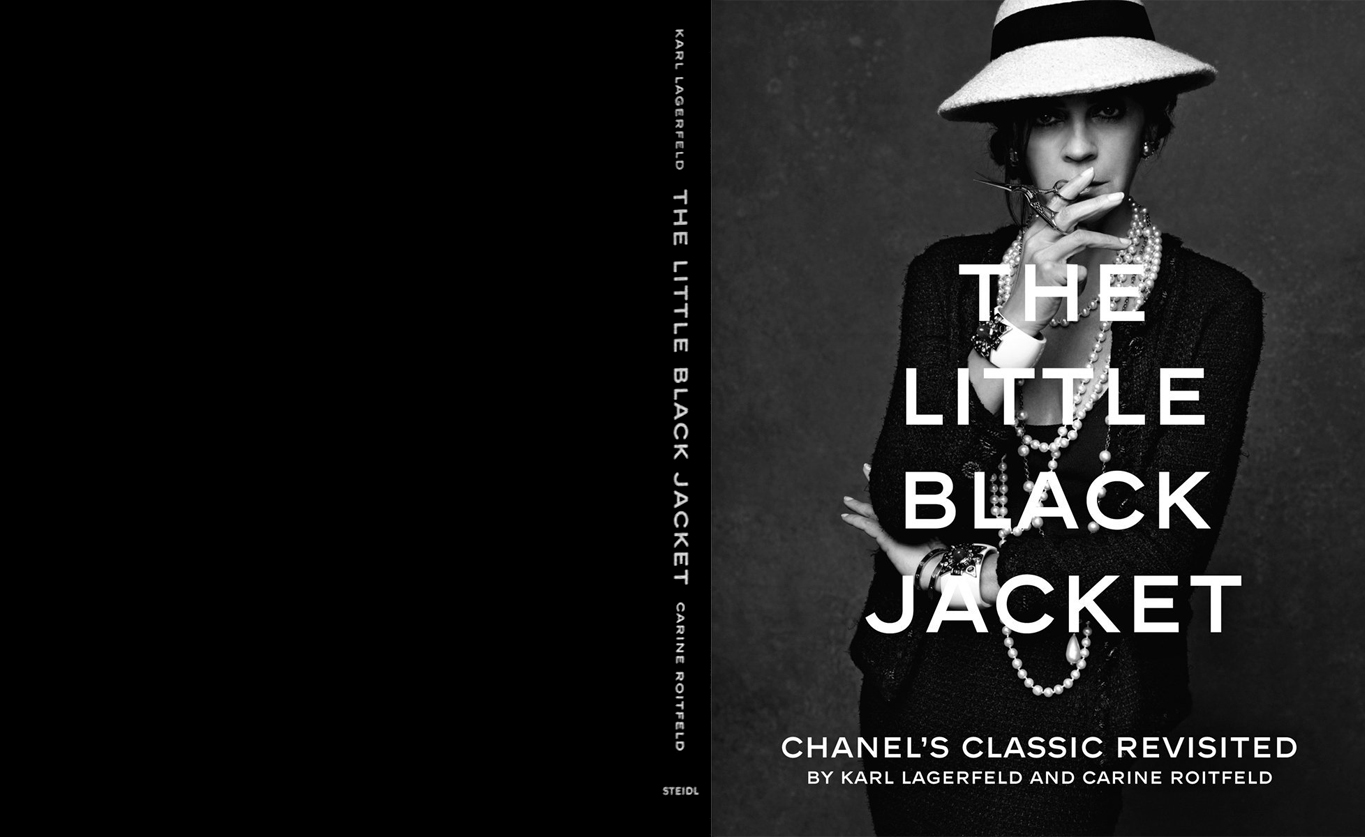 KARL LAGERFELD THE LITTLE BLACK JACKET CARINE ROITFELD
STEIDL
THE
LITTLE
BLACK
JACKET
CHANEL'S CLASSIC REVISITED
BY KARL LAGERFELD AND CARINE ROITFELD